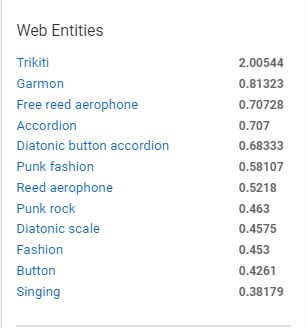 Web Entities
Trikiti 2.00544
Garmon 0.81323
Free reed aerophone 0.70728
Accordion 0.707
Diatonic button accordion 0.68333
Punk fashion 0.58107
Reed aerophone 0.5218
Punk rock 0.463
Diatonic scale 0.4575
Fashion 0.453
Button 0.4261
Singing 0.38179